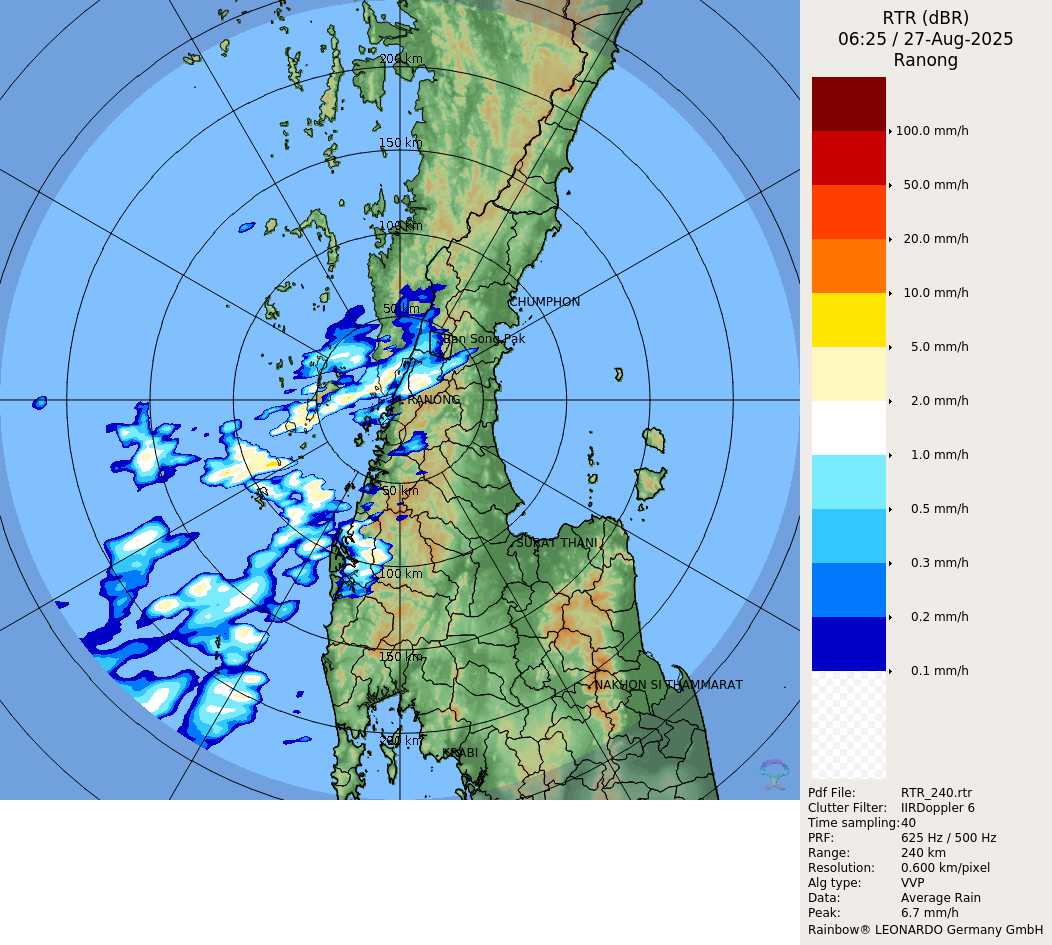 RTR (dBR)
06:25 / 27-Aug-2025
Ranong
200 km
150 km
100 km
50 km
CHUMPHON
Ban Song Pak
RANONG
50 km
SURAT THANI
100 km
150 km
NAKHON SI THAMMARAT
200 km
KRABI
100.0 mm/h
50.0 mm/h
20.0 mm/h
10.0 mm/h
5.0 mm/h
2.0 mm/h
1.0 mm/h
0.5 mm/h
0.3 mm/h
0.2 mm/h
0.1 mm/h
Pdf File: RTR_240.rtr
Clutter Filter: IIRDoppler 6
Time sampling:40
PRF: 625 Hz / 500 Hz
Range: 240 km
Resolution: 0.600 km/pixel
Alg type: VVP
Data: Average Rain
Peak: 6.7 mm/h
Rainbow® LEONARDO Germany GmbH